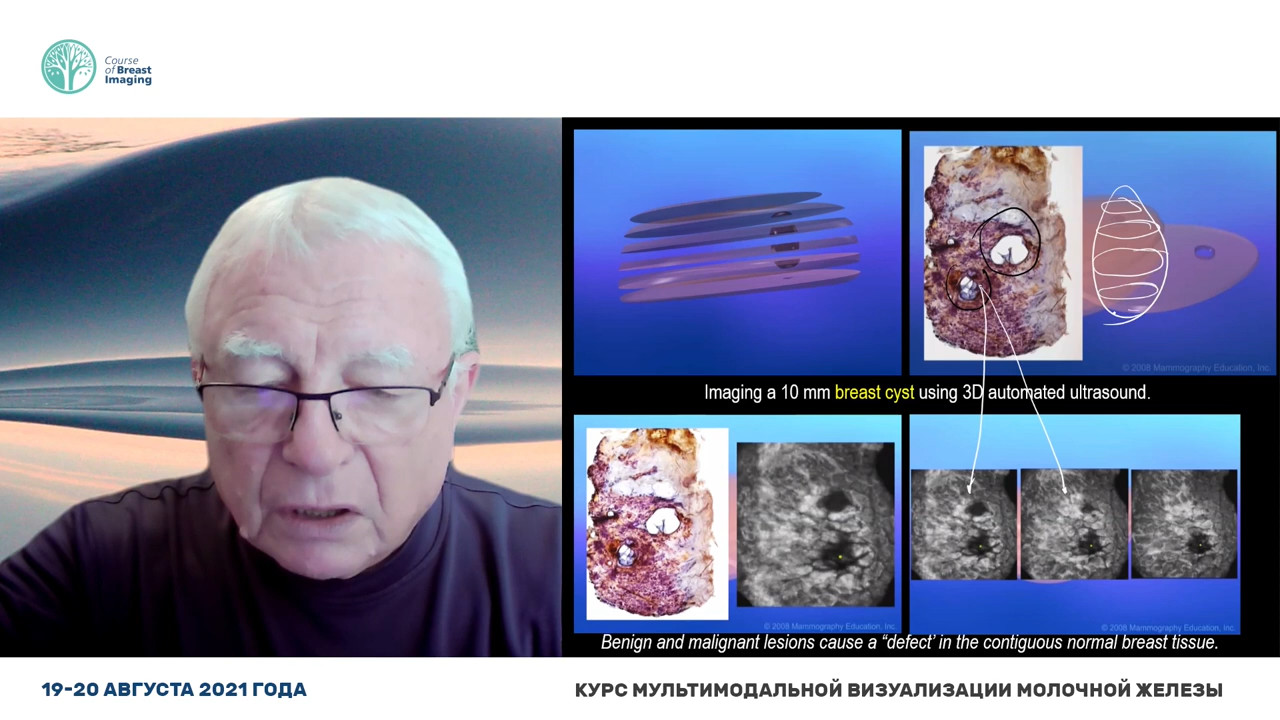 Course
of Breast
Imaging
© 2008 Mammography Education, Inc.
Imaging a 10 mm breast cyst using 3D automated ultrasound.
© 2008 Mammography Education, Inc.
© 2008 Mammography Education, Inc.
Benign and malignant lesions cause a “defect’ in the contiguous normal breast tissue.
19-20 АВГУСТА 2021 ГОДА
КУРС МУЛЬТИМОДАЛЬНОЙ ВИЗУАЛИЗАЦИИ МОЛОЧНОЙ ЖЕЛЕЗЫ